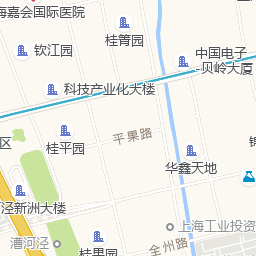 海嘉会国际医院
桂箐园
钦江园
中国电子
-贝岭大厦
科技产业化大楼
平果路
区
桂平园
华鑫天地
泾新洲大楼
上海工业投资
漕河泾
桂果园
全州路